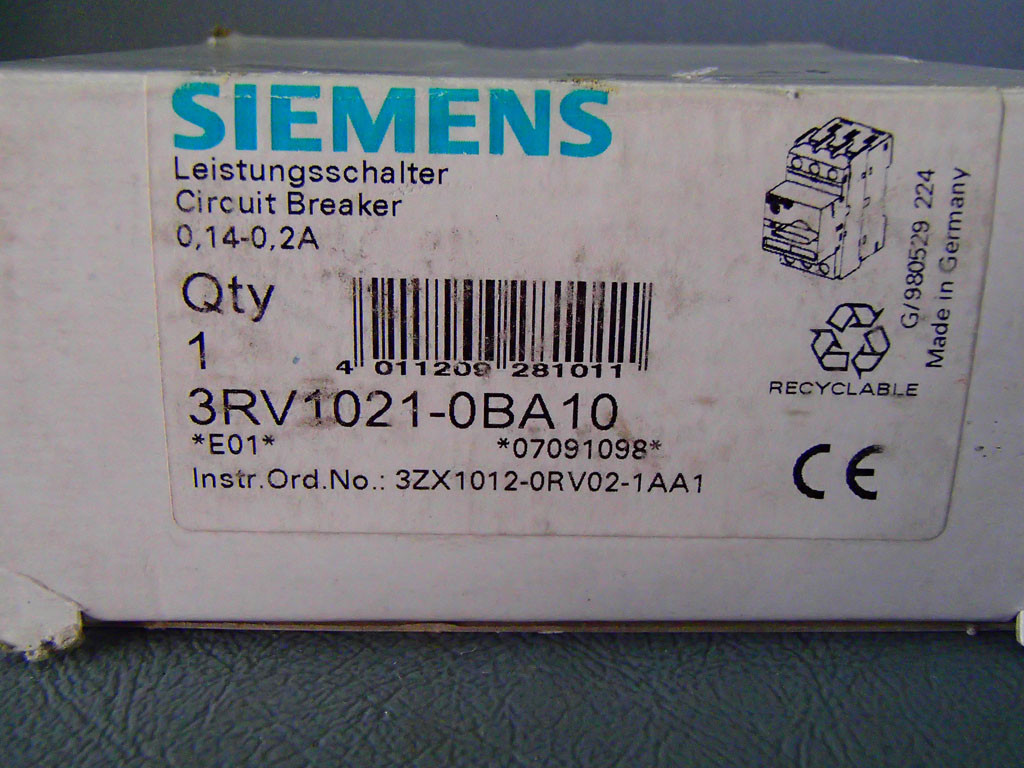 SIEMENS
Leistungsschalter
Circuit Breaker
0,14-0,2A
Qty
1
4 011209 281011
3RV1021-0BA10
*E01* *07091098*
Instr.Ord.No.: 3ZX1012-0RV02-1AA1
G/980529 224
Made in Germany
RECYCLABLE
CE